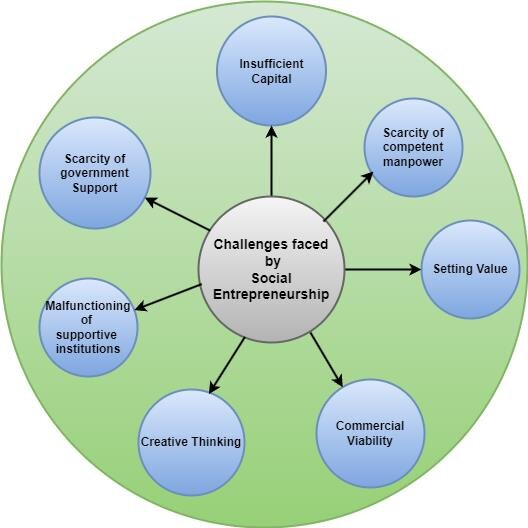 Insufficient
Capital
Scarcity of
competent
manpower
Scarcity of
government
Support
Challenges faced
by
Social
Entrepreneurship
Setting Value
Malfunctioning
of
supportive
institutions
Creative Thinking
Commercial
Viability